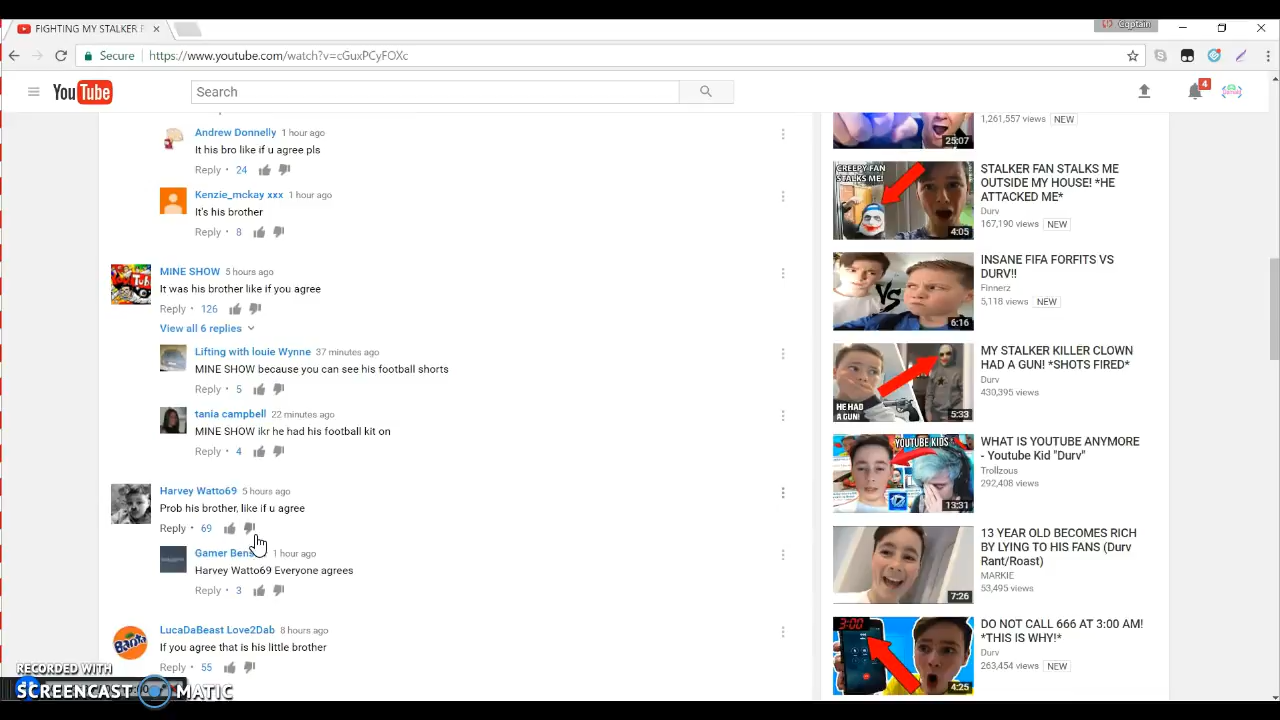 FIGHTING MY STALKER F
Captain
Secure
https://www.youtube.com/watch?v=cGuxPCyFOXc
YouTube
Search
4
Andrew Donnelly 1 hour ago
It his bro like if u agree pls
Reply · 24
Kenzie_mckay xxx 1 hour ago
It's his brother
Reply · 8
MINE SHOW 5 hours ago
It was his brother like if you agree
Reply · 126
View all 6 replies
Lifting with louie Wynne 37 minutes ago
MINE SHOW because you can see his football shorts
Reply · 5
tania campbell 22 minutes ago
MINE SHOW ikr he had his football kit on
Reply · 4
Harvey Watto69 5 hours ago
Prob his brother, like if u agree
Reply · 69
Gamer Bens 1 hour ago
Harvey Watto69 Everyone agrees
Reply · 3
LucaDaBeast Love2Dab 8 hours ago
If you agree that is his little brother
Reply · 55
RECORDED WITH
SCREENCAST MATIC
1,261,557 views NEW
25:07
CREEPY FAN
STALKS ME!
4:05
STALKER FAN STALKS ME
OUTSIDE MY HOUSE! *HE
ATTACKED ME*
Durv
167,190 views NEW
VS
6:16
INSANE FIFA FORFITS VS
DURV!!
Finnerz
5,118 views NEW
HE HAD
A GUN!
5:33
MY STALKER KILLER CLOWN
HAD A GUN! *SHOTS FIRED*
Durv
430,395 views
YOUTUBE KIDS
13:31
WHAT IS YOUTUBE ANYMORE
- Youtube Kid "Durv"
Trollzous
292,408 views
7:26
13 YEAR OLD BECOMES RICH
BY LYING TO HIS FANS (Durv
Rant/Roast)
MARKIE
53,495 views
3:00
4:25
DO NOT CALL 666 AT 3:00 AM!
*THIS IS WHY!*
Durv
263,454 views NEW